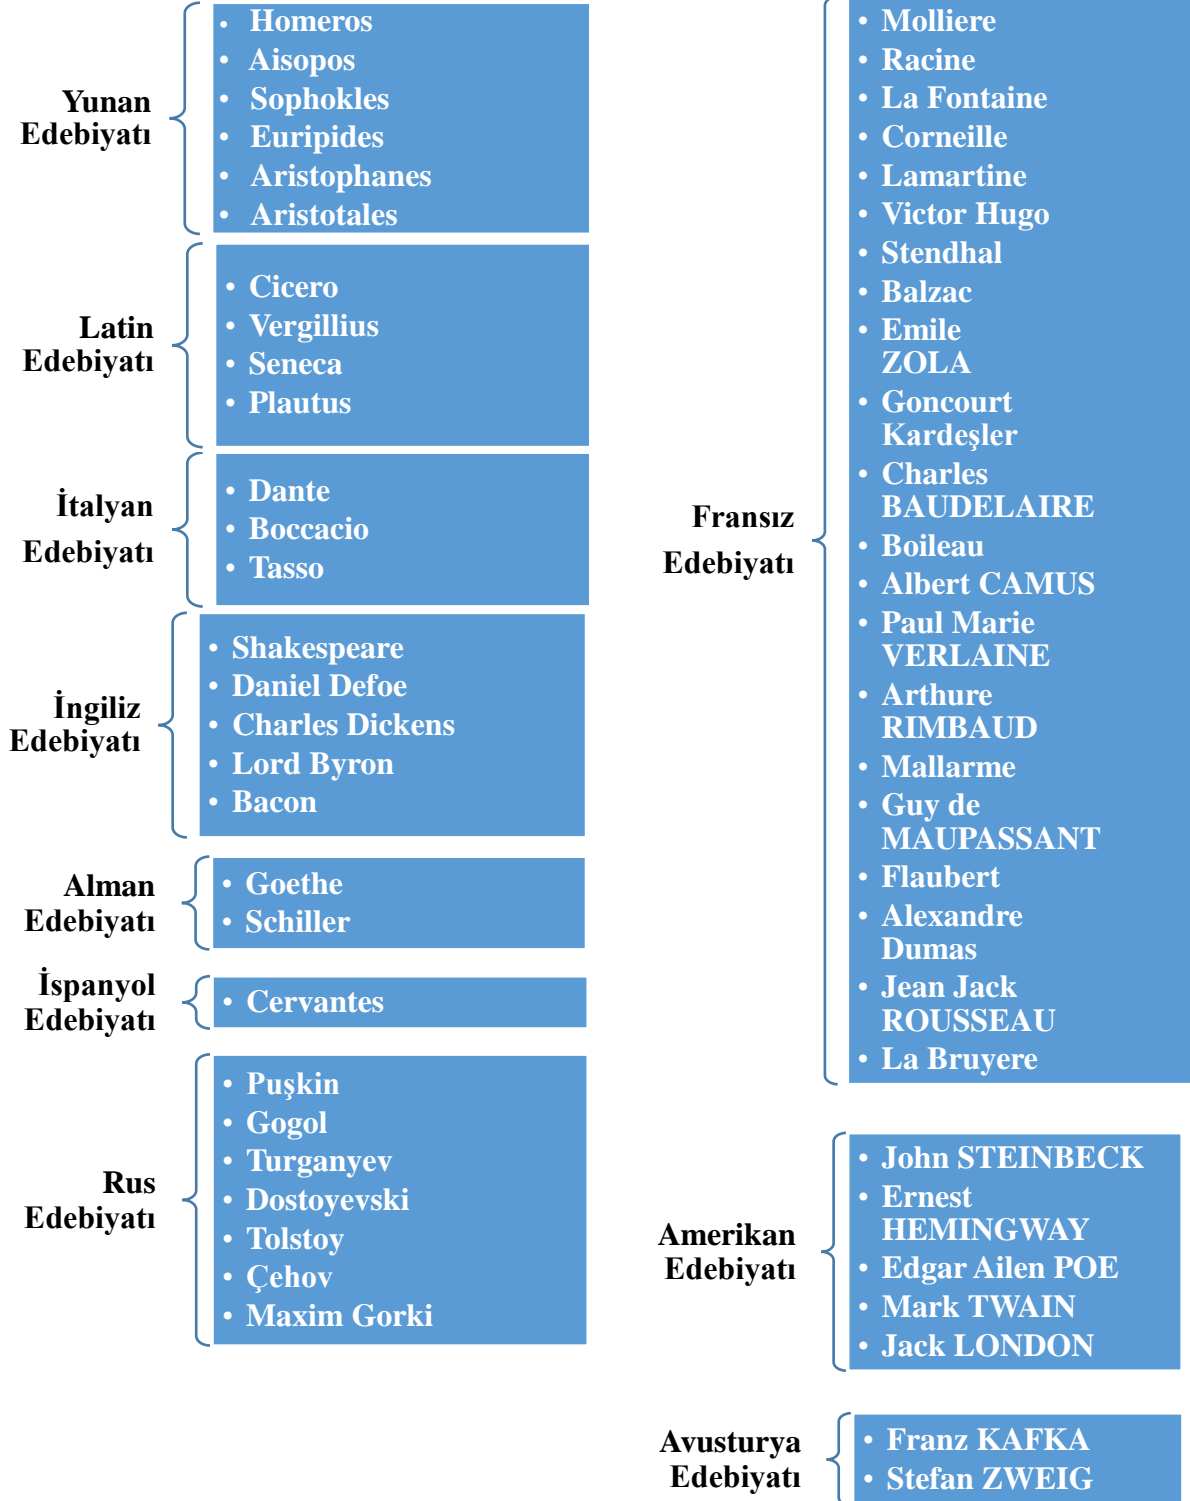 Yunan
Edebiyatı
• Homeros
• Aisopos
• Sophokles
• Euripides
• Aristophanes
• Aristotales
Latin
Edebiyatı
• Cicero
• Vergillius
• Seneca
• Plautus
İtalyan
Edebiyatı
• Dante
• Boccacio
• Tasso
İngiliz
Edebiyatı
• Shakespeare
• Daniel Defoe
• Charles Dickens
• Lord Byron
• Bacon
Alman
Edebiyatı
• Goethe
• Schiller
İspanyol
Edebiyatı
• Cervantes
Rus
Edebiyatı
• Puşkin
• Gogol
• Turganyev
• Dostoyevski
• Tolstoy
• Çehov
• Maxim Gorki
Fransız
Edebiyatı
• Molliere
• Racine
• La Fontaine
• Corneille
• Lamartine
• Victor Hugo
• Stendhal
• Balzac
• Emile
ZOLA
• Goncourt
Kardeşler
• Charles
BAUDELAIRE
• Boileau
• Albert CAMUS
• Paul Marie
VERLAINE
• Arthure
RIMBAUD
• Mallarme
• Guy de
MAUPASSANT
• Flaubert
• Alexandre
Dumas
• Jean Jack
ROUSSEAU
• La Bruyere
Amerikan
Edebiyatı
• John STEINBECK
• Ernest
HEMINGWAY
• Edgar Ailen POE
• Mark TWAIN
• Jack LONDON
Avusturya
Edebiyatı
• Franz KAFKA
• Stefan ZWEIG